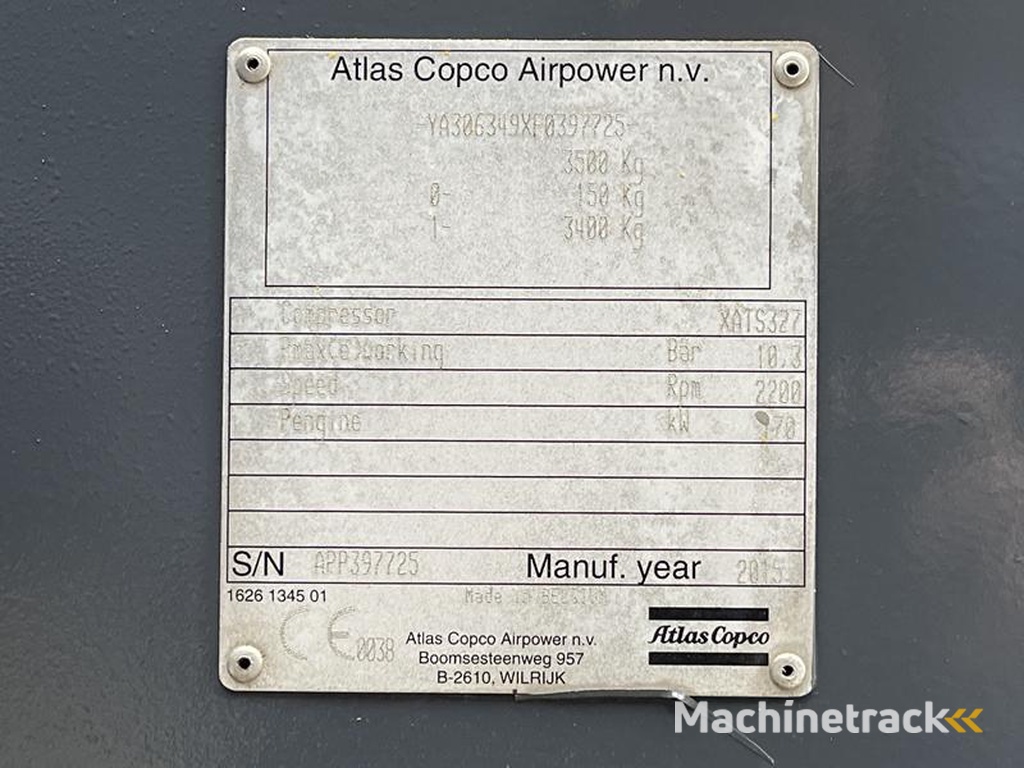 Atlas Copco Airpower n.v.
-YA306349XF0397725-
3500 Kg
0- 150 Kg
1- 3400 Kg
Compressor XATS327
Pmax(e)working Bar 10.3
Speed Rpm 2200
Pengine kW 170
S/N APP397725 Manuf. year 2015
1626 1345 01
Made in BELGIUM
CE 0038
Atlas Copco Airpower n.v.
Boomsesteenweg 957
B-2610, WILRIJK
Atlas Copco
Machinetrack